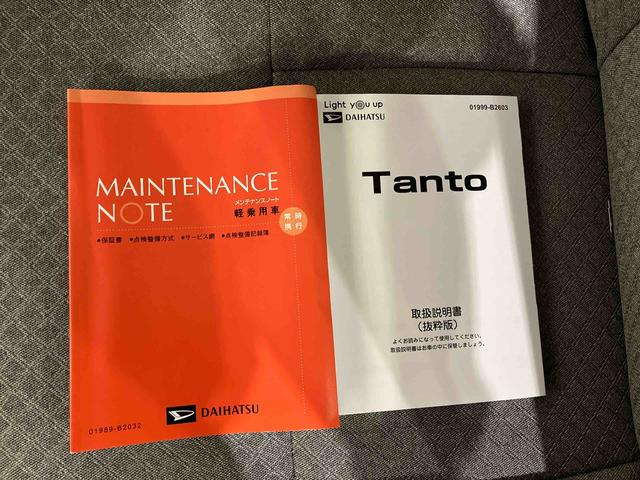 MAINTENANCE
NOTE
メンテナンスノート
軽乗用車
常時
携行
●保証書 ●点検整備方式 ●サービス網 ●点検整備記録簿
DAIHATSU
01989-B2032
Light you up
DAIHATSU
01999-B2603
Tanto
取扱説明書
（抜粋版）
よくお読みになって使用してください。
取扱説明書はお車の中に保管しましょう。